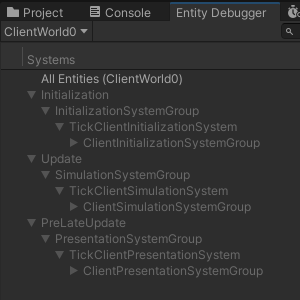 Project Console Entity Debugger
ClientWorld0
Systems
All Entities (ClientWorld0)
Initialization
InitializationSystemGroup
TickClientInitializationSystem
ClientInitializationSystemGroup
Update
SimulationSystemGroup
TickClientSimulationSystem
ClientSimulationSystemGroup
PreLateUpdate
PresentationSystemGroup
TickClientPresentationSystem
ClientPresentationSystemGroup